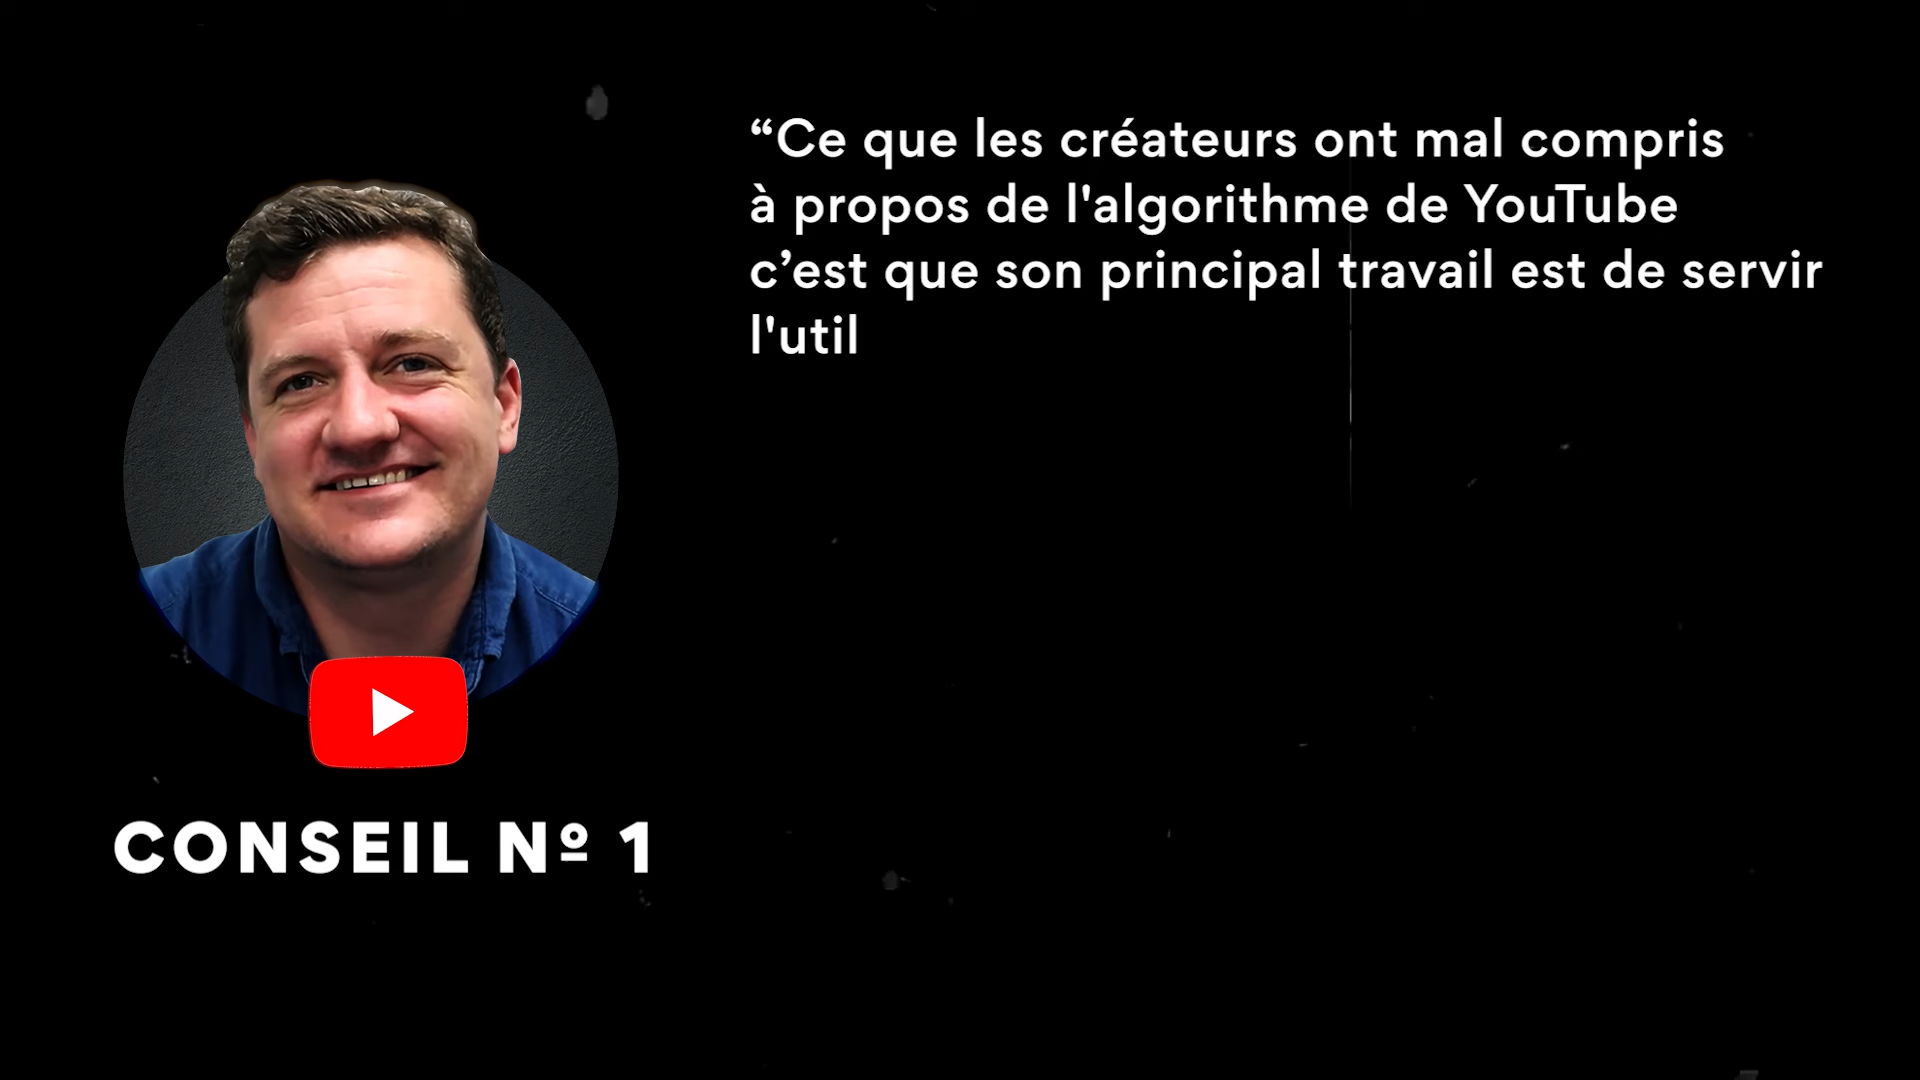 “Ce que les créateurs ont mal compris
à propos de l'algorithme de YouTube
c’est que son principal travail est de servir
l'util
CONSEIL Nº 1